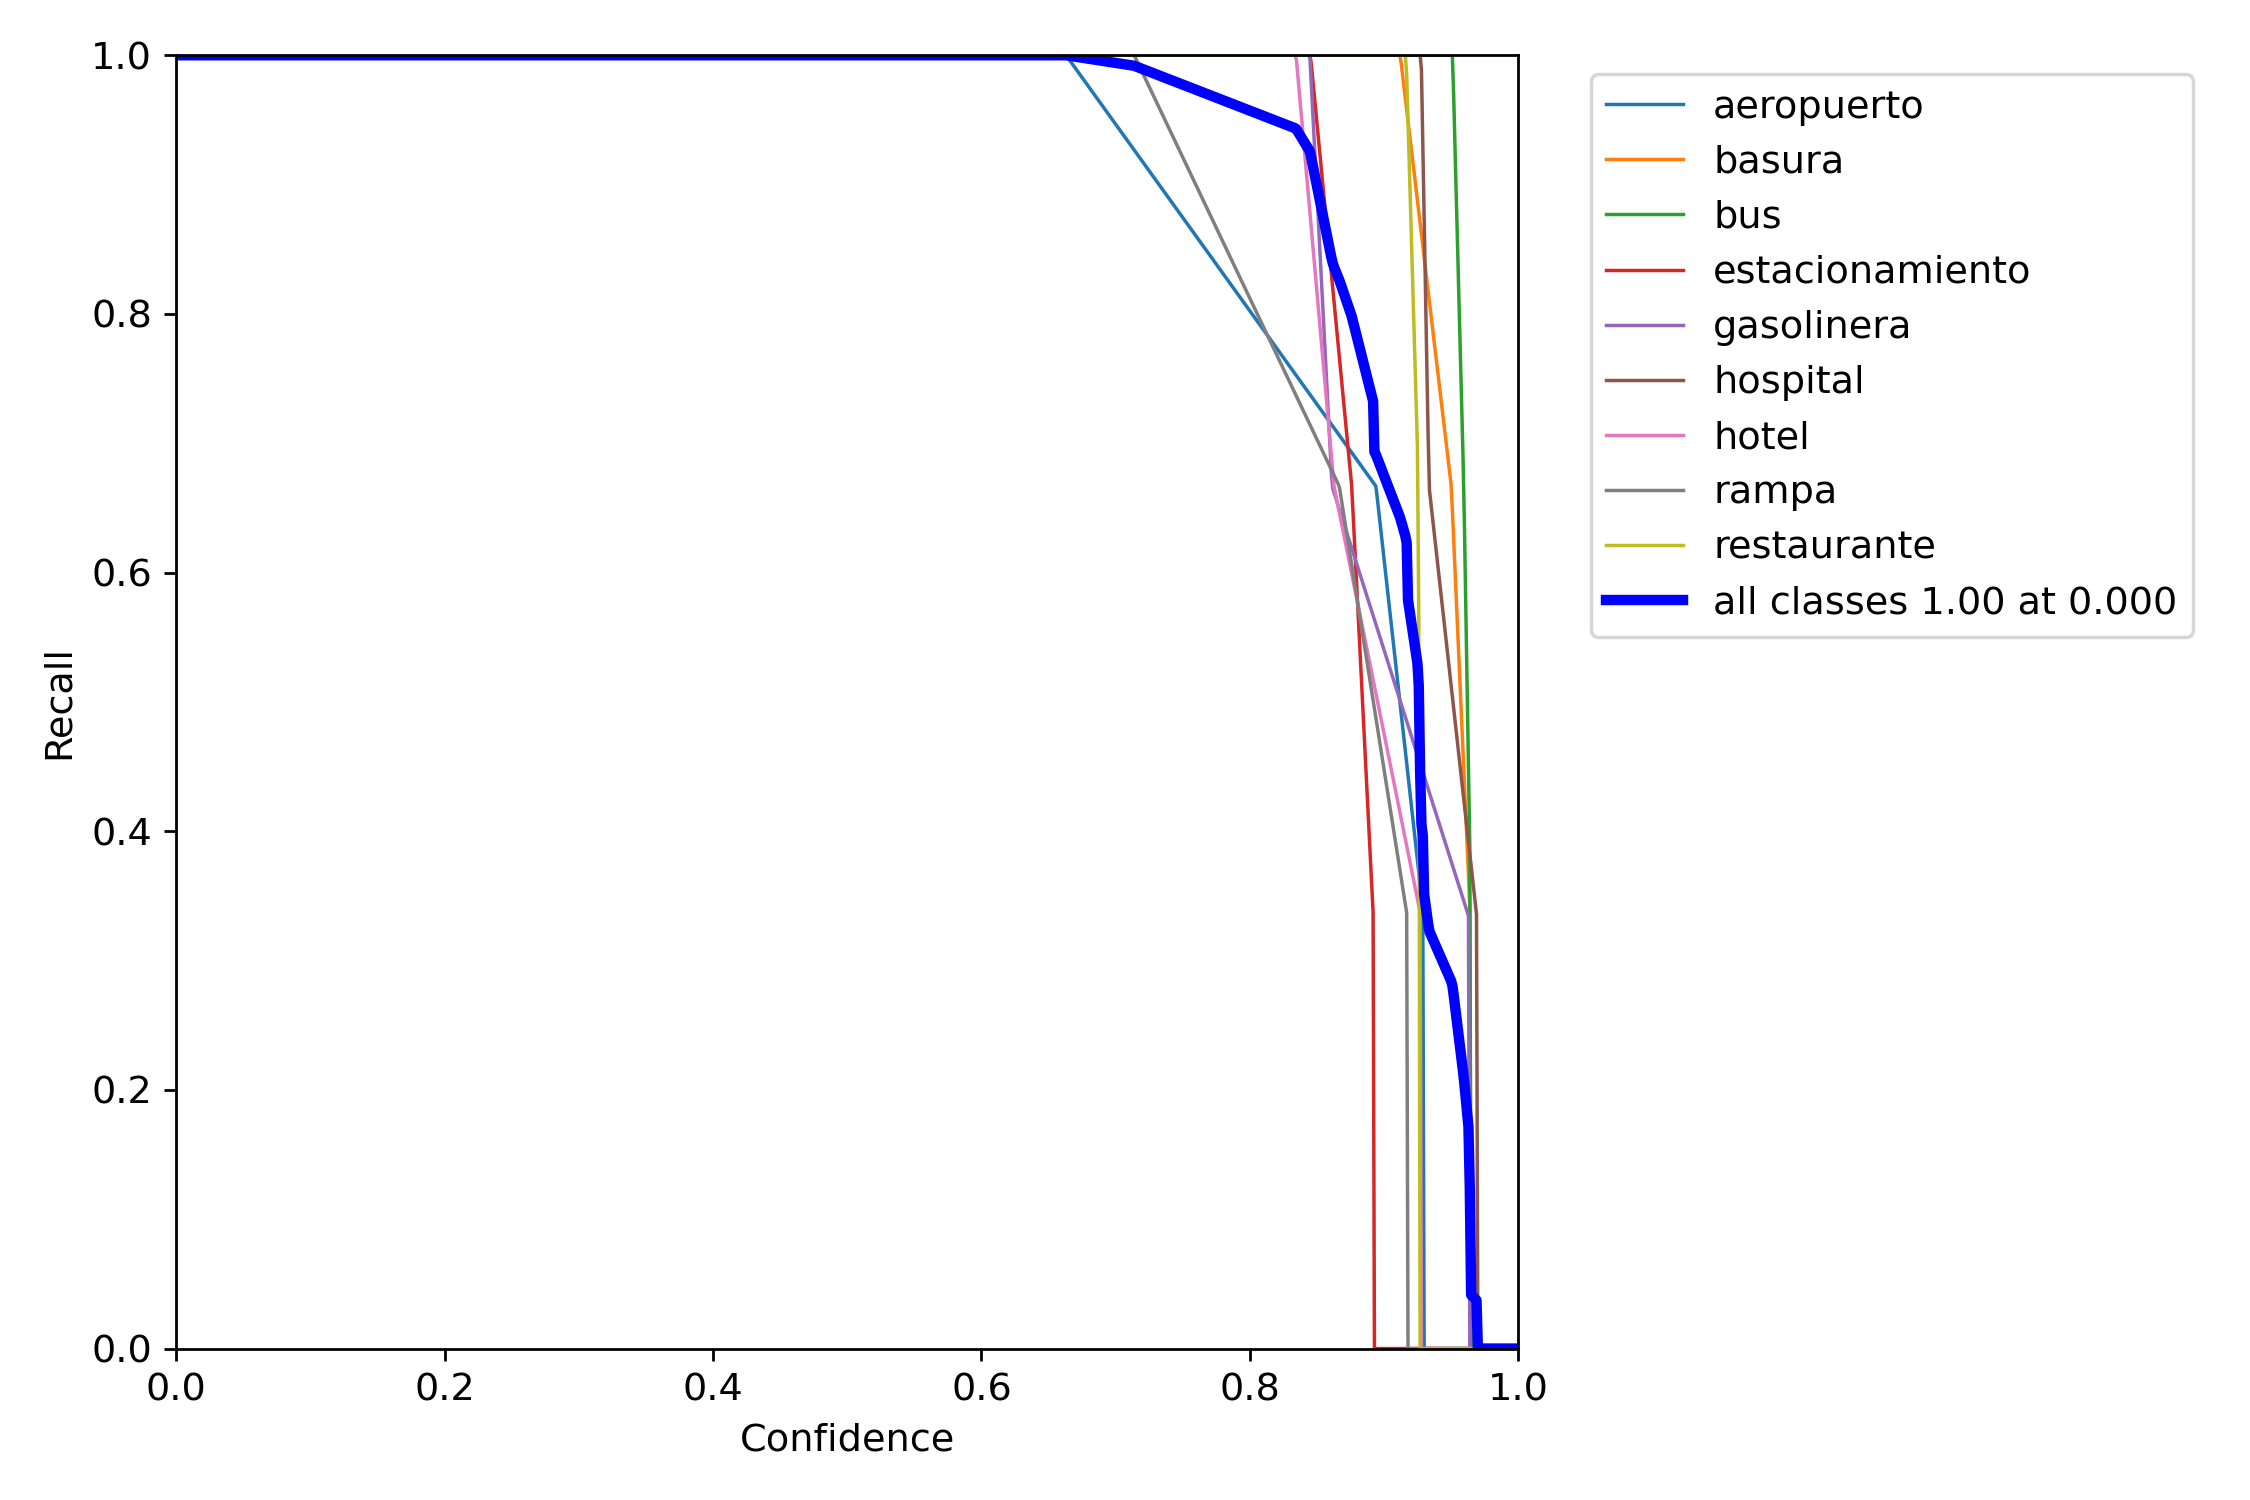 1.0
0.8
0.6
0.4
0.2
0.0
Recall
0.0 0.2 0.4 0.6 0.8 1.0
Confidence
aeropuerto
basura
bus
estacionamiento
gasolinera
hospital
hotel
rampa
restaurante
all classes 1.00 at 0.000